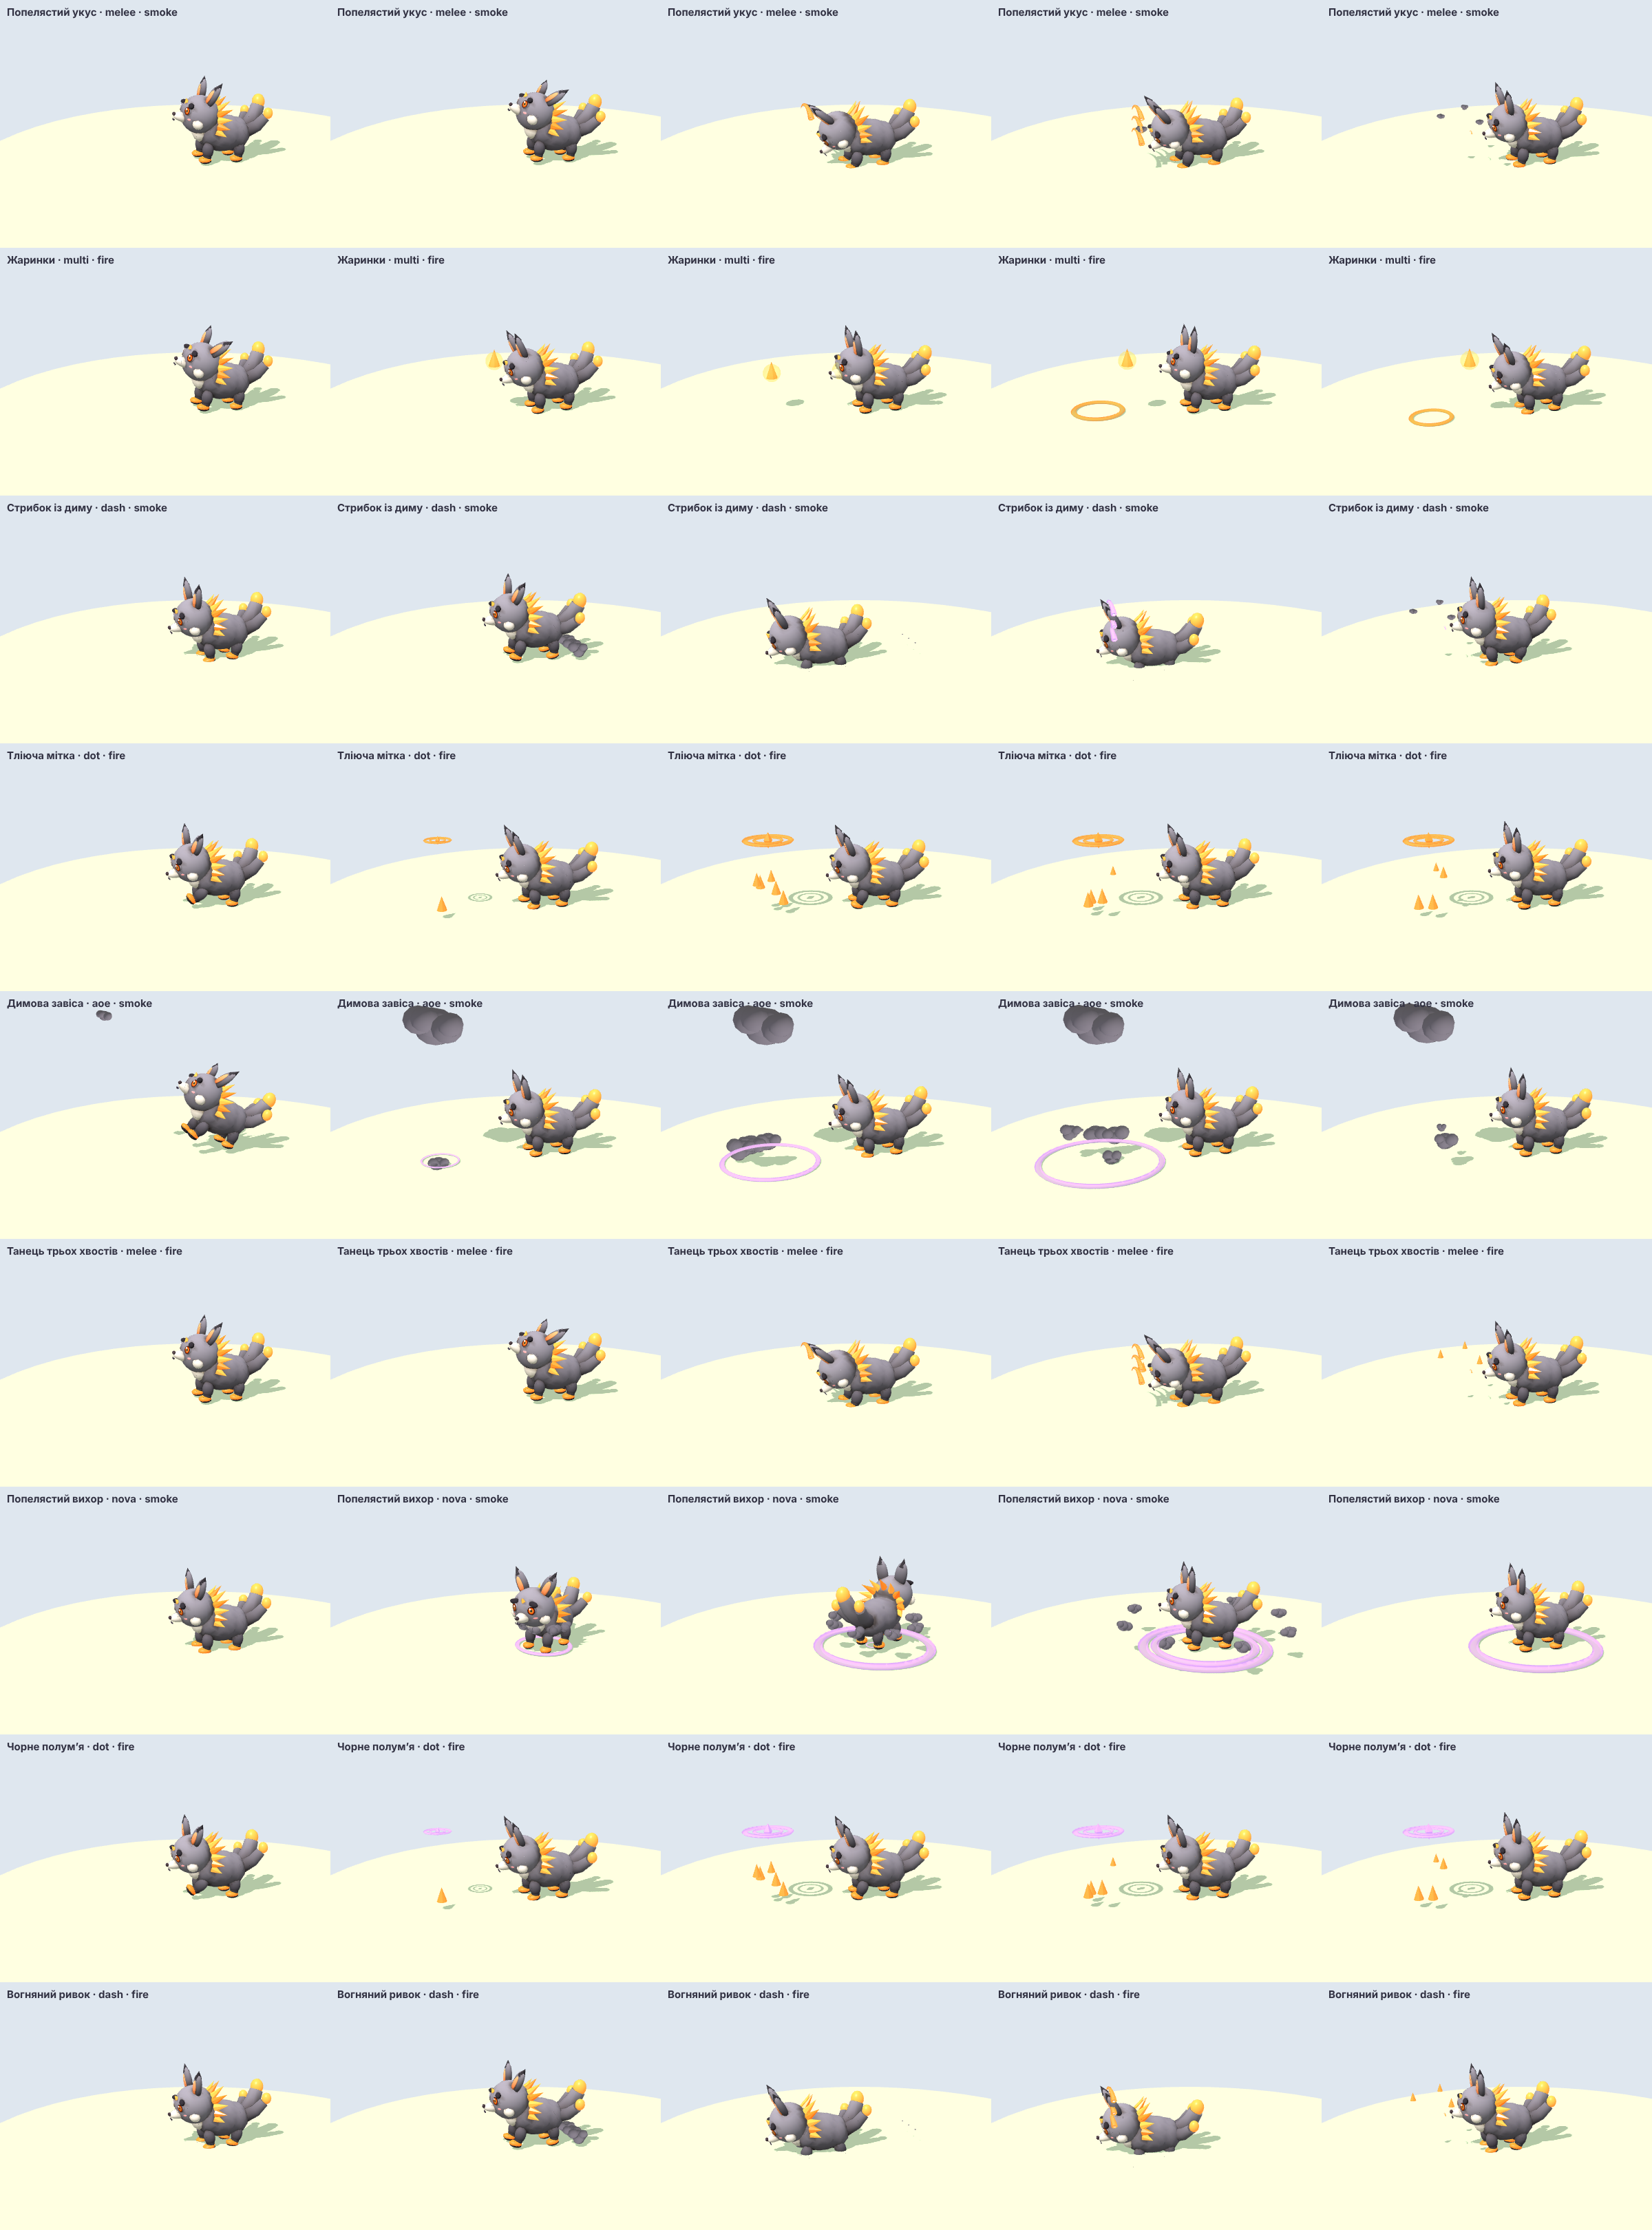 Попелястий укус · melee · smoke
Попелястий укус · melee · smoke
Попелястий укус · melee · smoke
Попелястий укус · melee · smoke
Попелястий укус · melee · smoke
Жаринки · multi · fire
Жаринки · multi · fire
Жаринки · multi · fire
Жаринки · multi · fire
Жаринки · multi · fire
Стрибок із диму · dash · smoke
Стрибок із диму · dash · smoke
Стрибок із диму · dash · smoke
Стрибок із диму · dash · smoke
Стрибок із диму · dash · smoke
Тліюча мітка · dot · fire
Тліюча мітка · dot · fire
Тліюча мітка · dot · fire
Тліюча мітка · dot · fire
Тліюча мітка · dot · fire
Димова завіса · aoe · smoke
Димова завіса · aoe · smoke
Димова завіса · aoe · smoke
Димова завіса · aoe · smoke
Димова завіса · aoe · smoke
Танець трьох хвостів · melee · fire
Танець трьох хвостів · melee · fire
Танець трьох хвостів · melee · fire
Танець трьох хвостів · melee · fire
Танець трьох хвостів · melee · fire
Попелястий вихор · nova · smoke
Попелястий вихор · nova · smoke
Попелястий вихор · nova · smoke
Попелястий вихор · nova · smoke
Попелястий вихор · nova · smoke
Чорне полум’я · dot · fire
Чорне полум’я · dot · fire
Чорне полум’я · dot · fire
Чорне полум’я · dot · fire
Чорне полум’я · dot · fire
Вогняний ривок · dash · fire
Вогняний ривок · dash · fire
Вогняний ривок · dash · fire
Вогняний ривок · dash · fire
Вогняний ривок · dash · fire